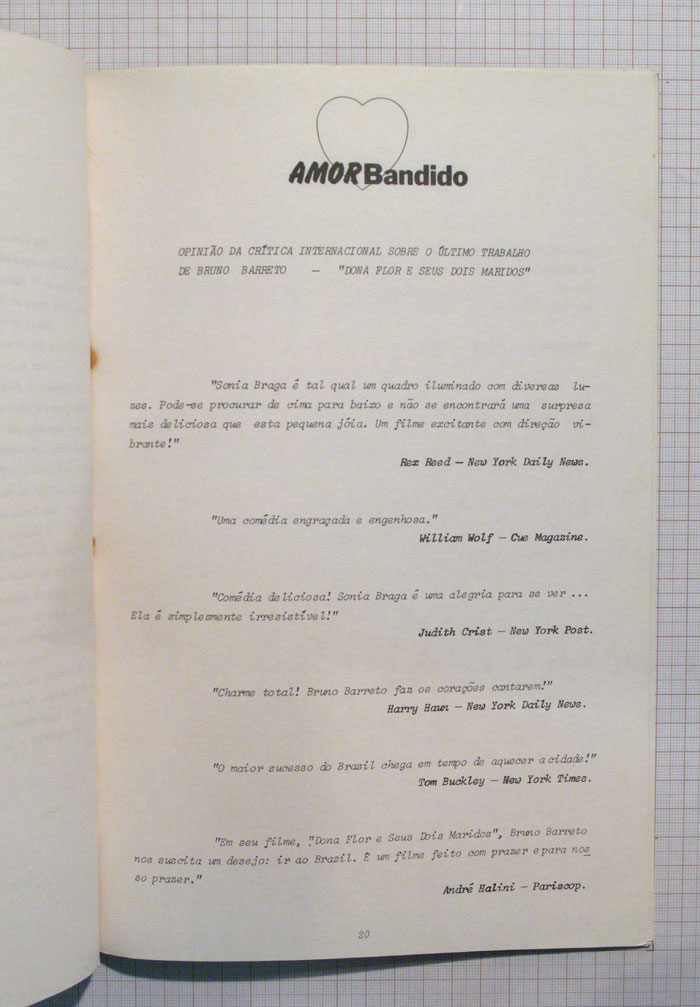 AMORBandido
OPINIÃO DA CRÍTICA INTERNACIONAL SOBRE O ÚLTIMO TRABALHO
DE BRUNO BARRETO — "DONA FLOR E SEUS DOIS MARIDOS"
"Sonia Braga é tal qual um quadro iluminado com diversas lu-
zes. Pode-se procurar de cima para baixo e não se encontrará uma surpresa
mais deliciosa que esta pequena jóia. Um filme excitante com direção vi-
brante!"
Rex Reed — New York Daily News.
"Uma comédia engraçada e engenhosa."
William Wolf — Cue Magazine.
"Comédia deliciosa! Sonia Braga é uma alegria para se ver ...
Ela é simplesmente irresistível!"
Judith Crist — New York Post.
"Charme total! Bruno Barreto faz os corações cantarem!"
Harry Haun — New York Daily News.
"O maior sucesso do Brasil chega em tempo de aquecer a cidade!"
Tom Buckley — New York Times.
"Em seu filme, "Dona Flor e Seus Dois Maridos", Bruno Barreto
nos suscita um desejo: ir ao Brasil. É um filme feito com prazer e para nos
so prazer."
André Halini — Pariscop.
20